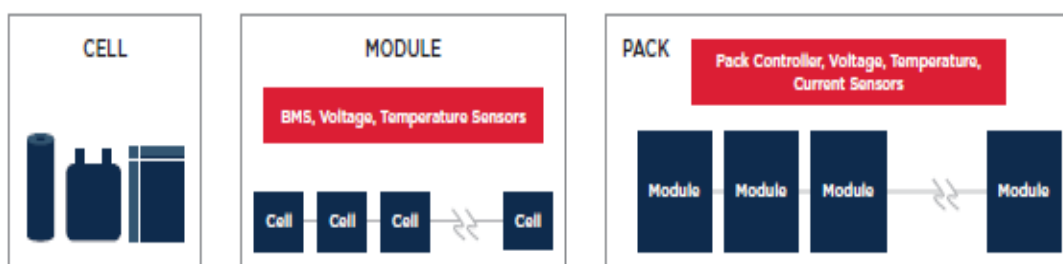 CELL
MODULE
BMS, Voltage, Temperature Sensors
Cell
Cell
Cell
Cell
PACK
Pack Controller, Voltage, Temperature,
Current Sensors
Module
Module
Module
Module